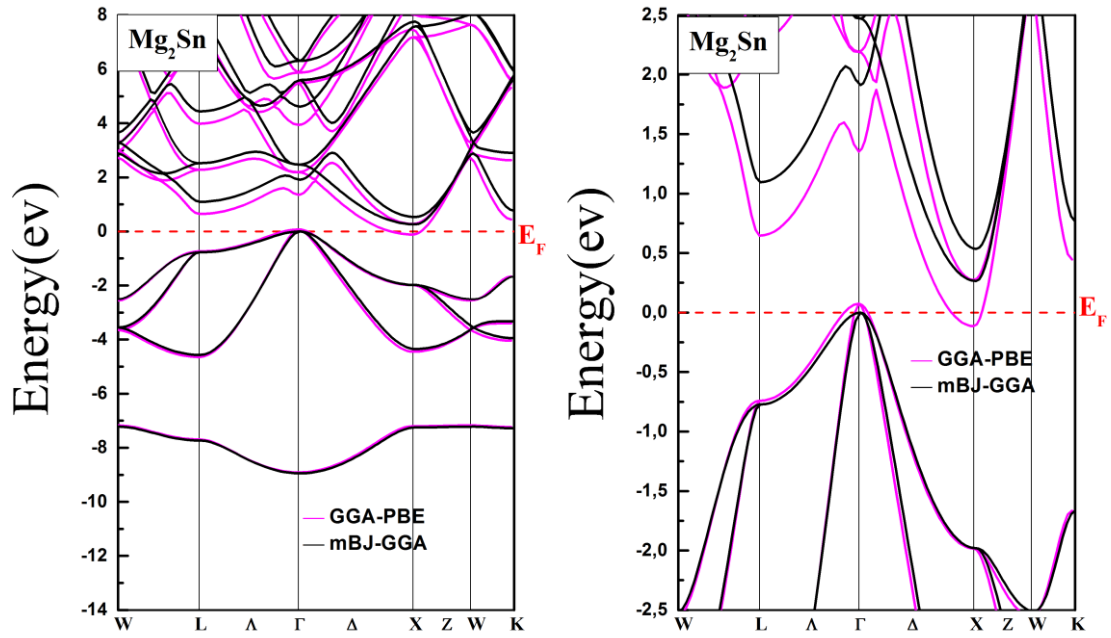 Mg₂Sn
Energy(ev)
8
6
4
2
0
-2
-4
-6
-8
-10
-12
-14
E_F
GGA-PBE
mBJ-GGA
W L Λ Γ Δ X Z W K
Mg₂Sn
Energy(ev)
2,5
2,0
1,5
1,0
0,5
0,0
-0,5
-1,0
-1,5
-2,0
-2,5
E_F
GGA-PBE
mBJ-GGA
W L Λ Γ Δ X Z W K